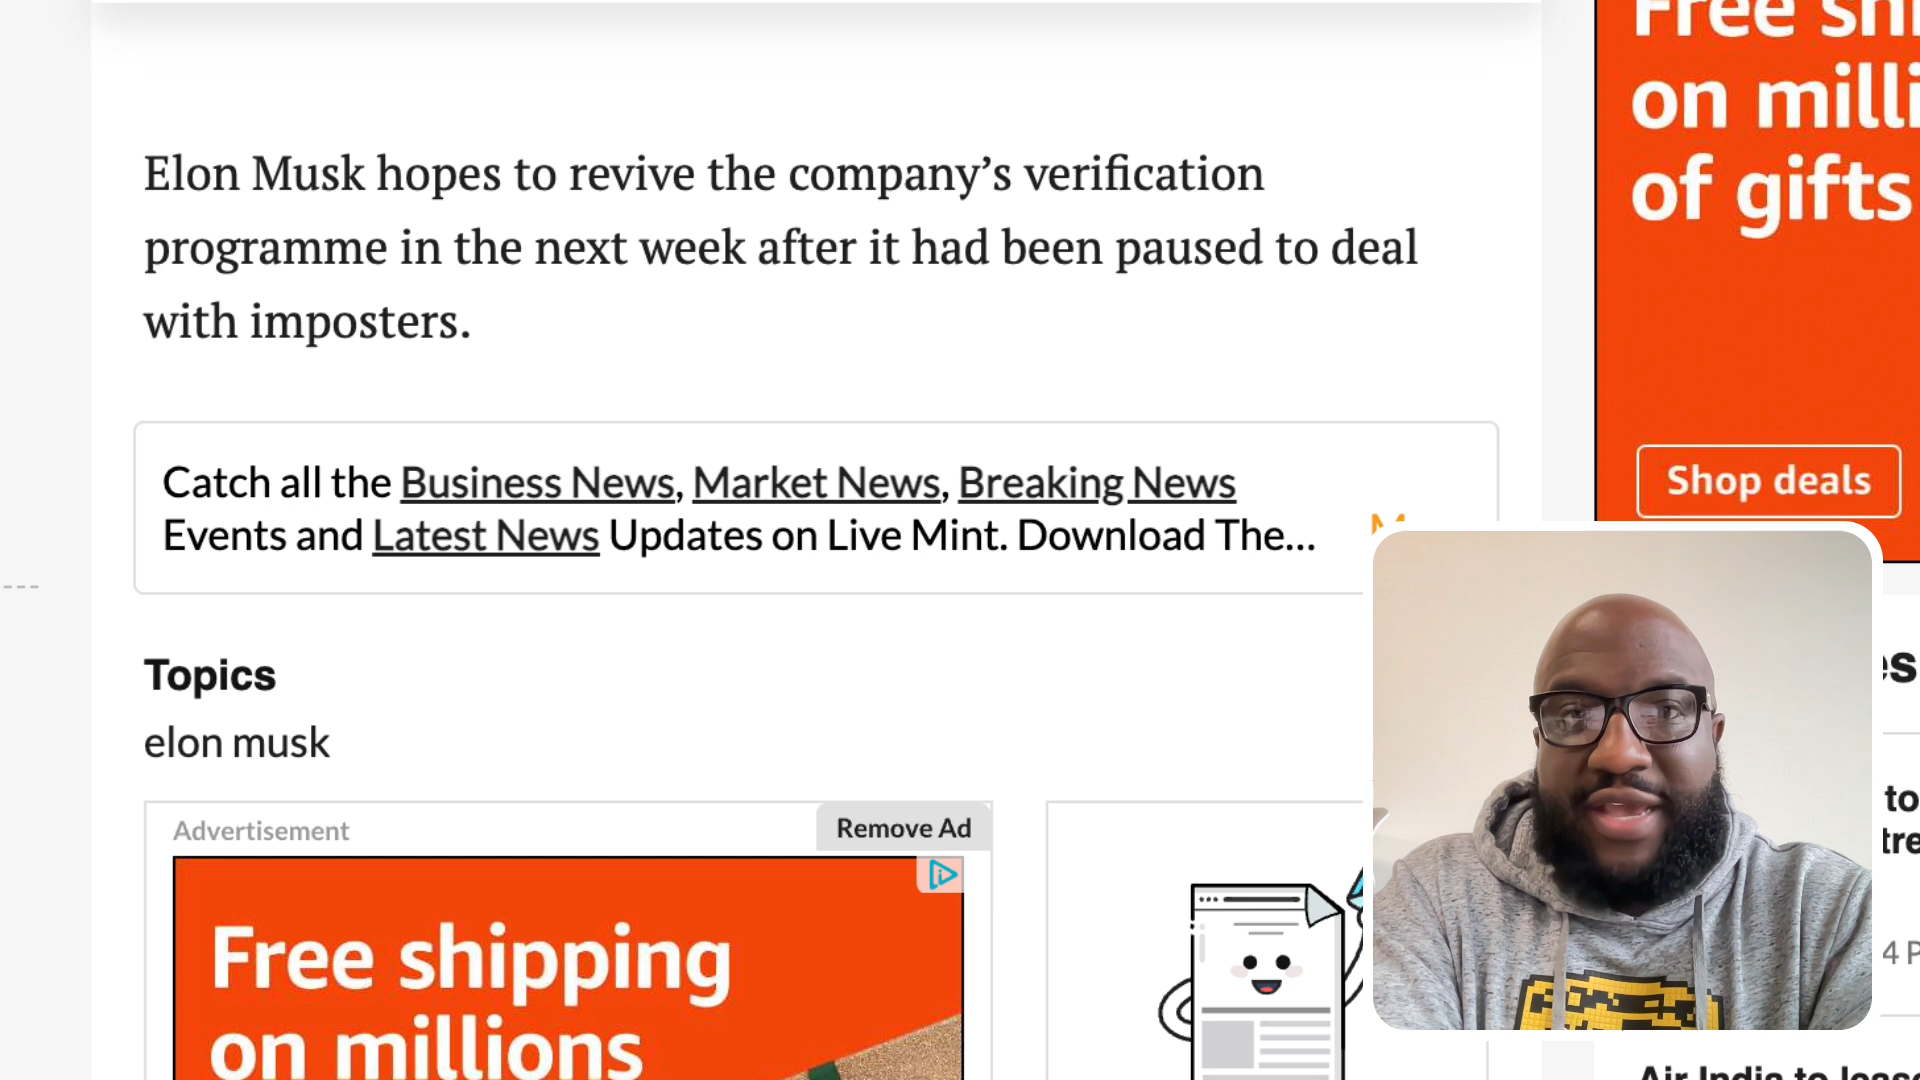 Elon Musk hopes to revive the company’s verification
programme in the next week after it had been paused to deal
with imposters.
Catch all the Business News, Market News, Breaking News
Events and Latest News Updates on Live Mint. Download The...
Topics
elon musk
Advertisement
Remove Ad
Free shipping
on millions
Free
on
of gifts
Shop deals
Air India to